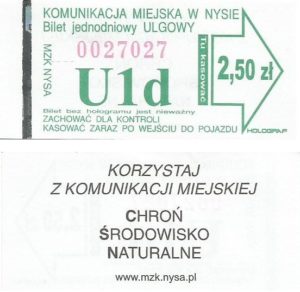 KOMUNIKACJA MIEJSKA W NYSIE
Bilet jednodniowy ULGOWY
0027027
MZK NYSA
U1d
Tu kasować
2,50 zł
Bilet bez hologramu jest nieważny
ZACHOWAĆ DLA KONTROLI
KASOWAĆ ZARAZ PO WEJŚCIU DO POJAZDU
HOLOGRAF
KORZYSTAJ
Z KOMUNIKACJI MIEJSKIEJ
CHROŃ
ŚRODOWISKO
NATURALNE
www.mzk.nysa.pl